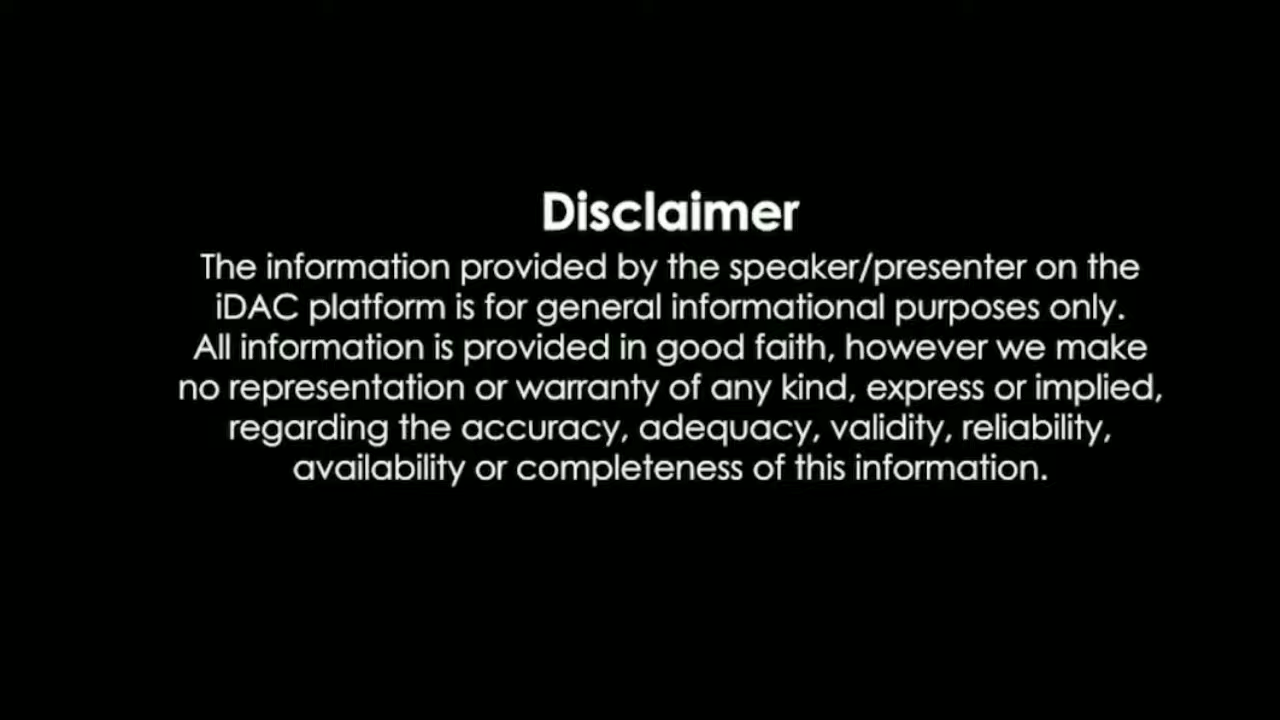 Disclaimer
The information provided by the speaker/presenter on the
iDAC platform is for general informational purposes only.
All information is provided in good faith, however we make
no representation or warranty of any kind, express or implied,
regarding the accuracy, adequacy, validity, reliability,
availability or completeness of this information.